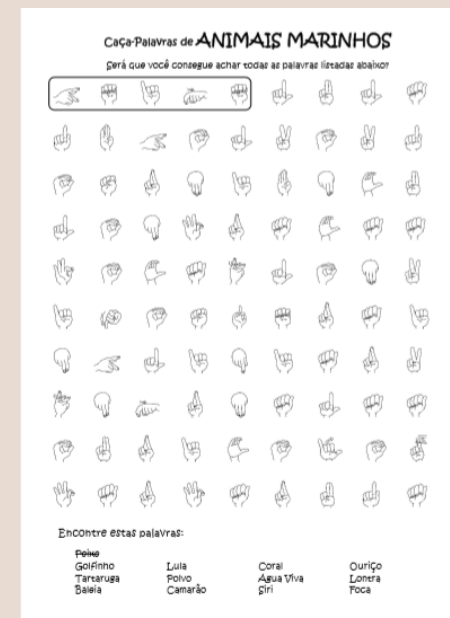 Caça-Palavras de ANIMAIS MARINHOS
Será que você consegue achar todas as palavras listadas abaixo?
Encontre estas palavras:
Peixe
Golfinho Lula Coral Ouriço
Tartaruga Polvo Água Viva Lontra
Baleia Camarão Siri Foca